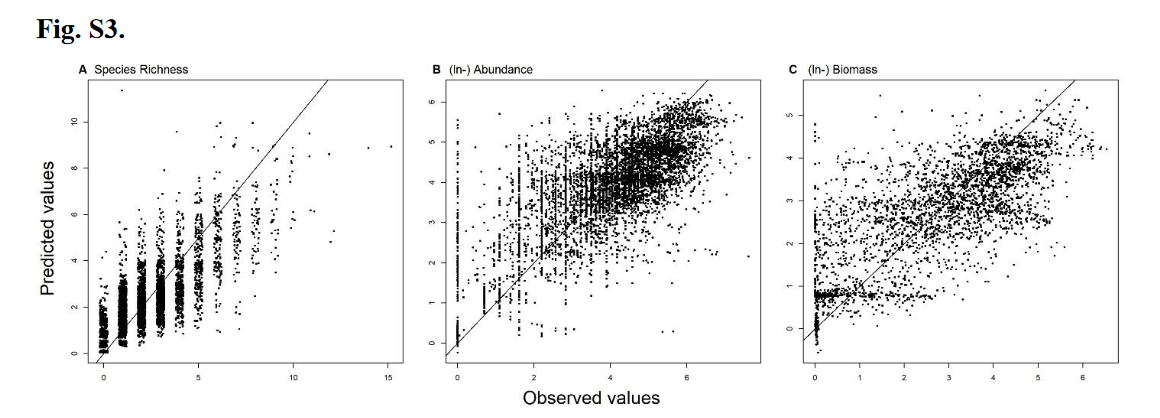 Fig. S3.
A Species Richness
B (ln-) Abundance
C (ln-) Biomass
Predicted values
0 2 4 6 8 10
0 5 10 15
0 1 2 3 4 5 6
0 2 4 6
0 1 2 3 4 5
0 1 2 3 4 5 6
Observed values